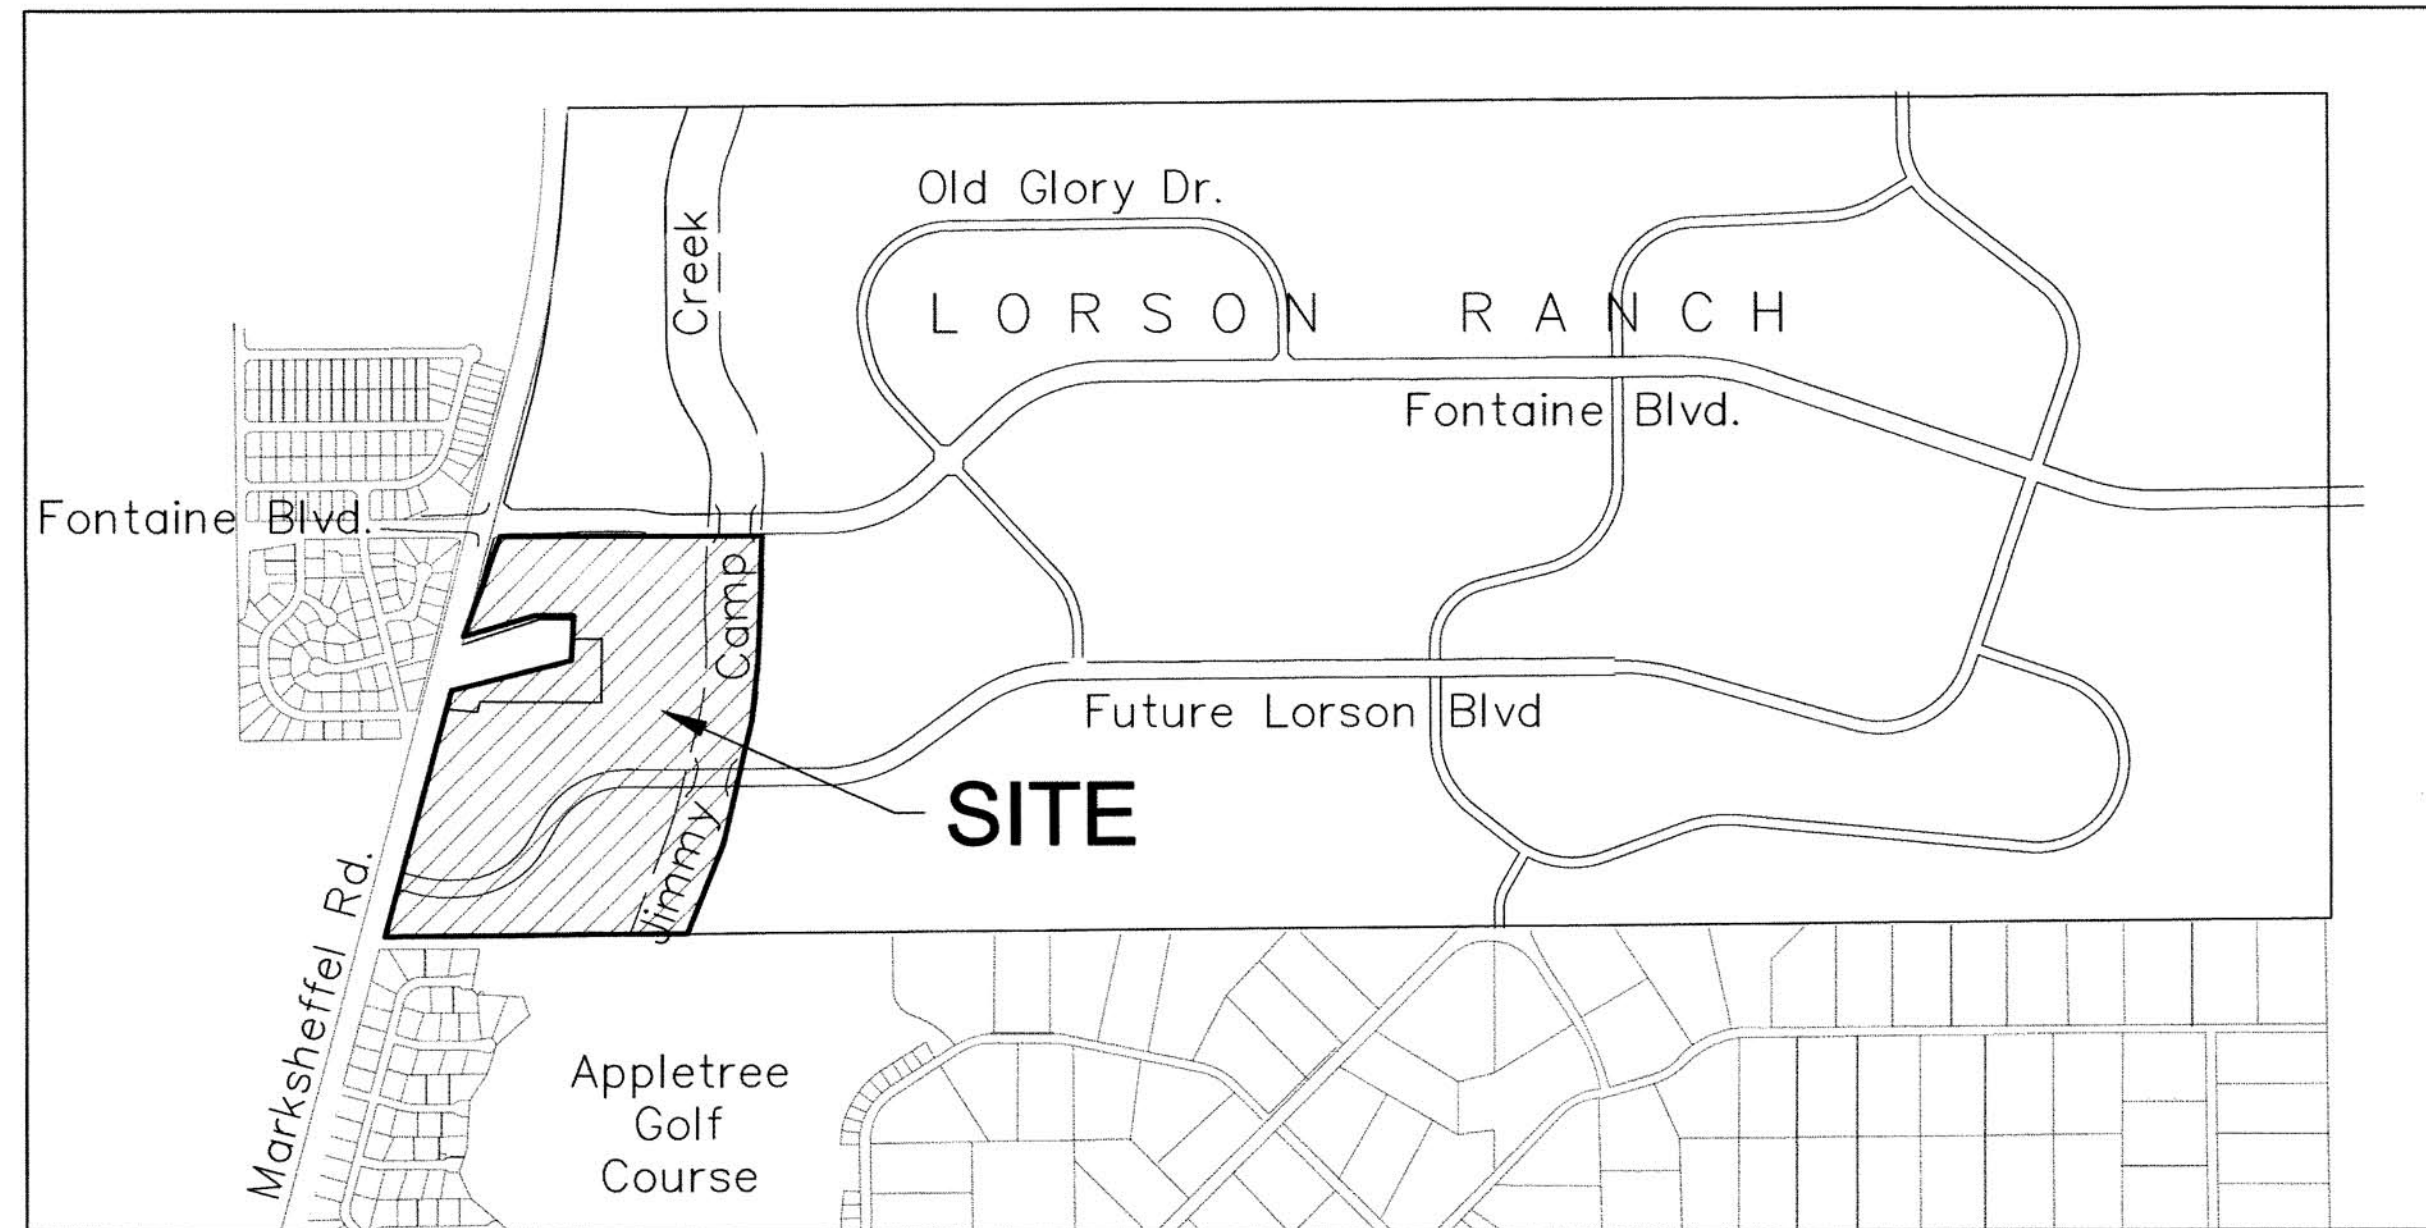 Old Glory Dr.
Creek
LORSON RANCH
Fontaine Blvd.
Fontaine Blvd.
Camp
Future Lorson Blvd
SITE
Jimmy
Marksheffel Rd.
Appletree
Golf
Course